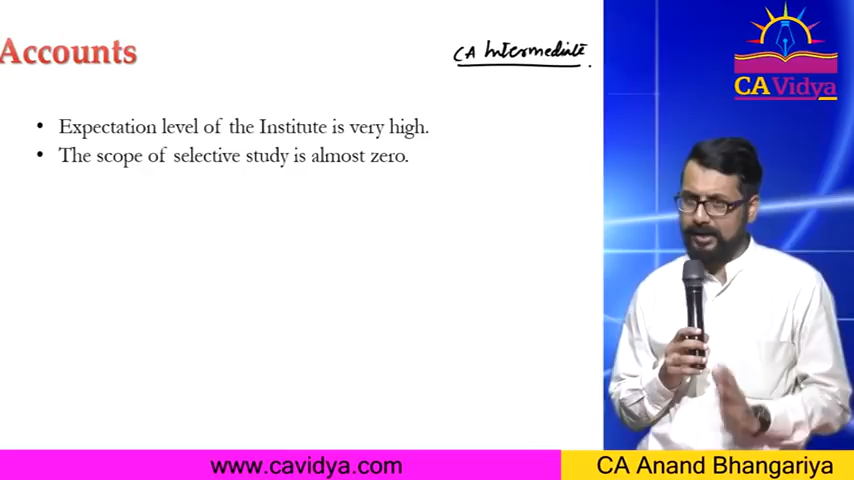 Accounts
CA Intermediate
CA Vidya
• Expectation level of the Institute is very high.
• The scope of selective study is almost zero.
www.cavidya.com
CA Anand Bhangariya